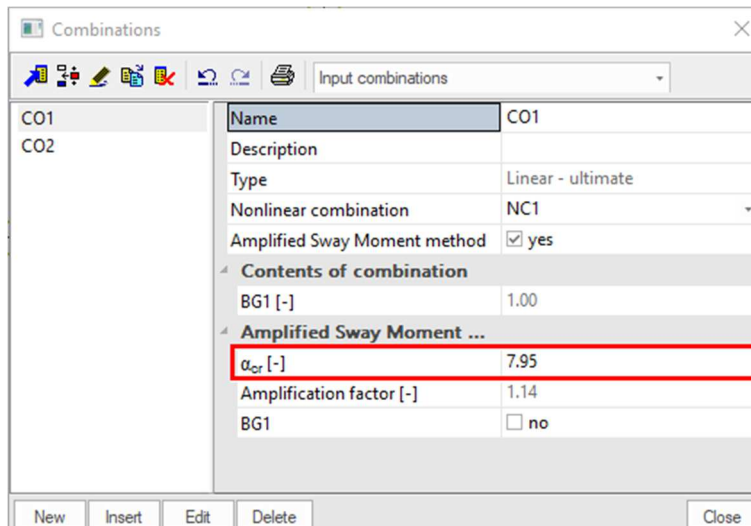 Combinations
Input combinations
CO1
CO2
Name CO1
Description
Type Linear - ultimate
Nonlinear combination NC1
Amplified Sway Moment method yes
Contents of combination
BG1 [-] 1.00
Amplified Sway Moment ...
αcr [-] 7.95
Amplification factor [-] 1.14
BG1 no
New Insert Edit Delete Close